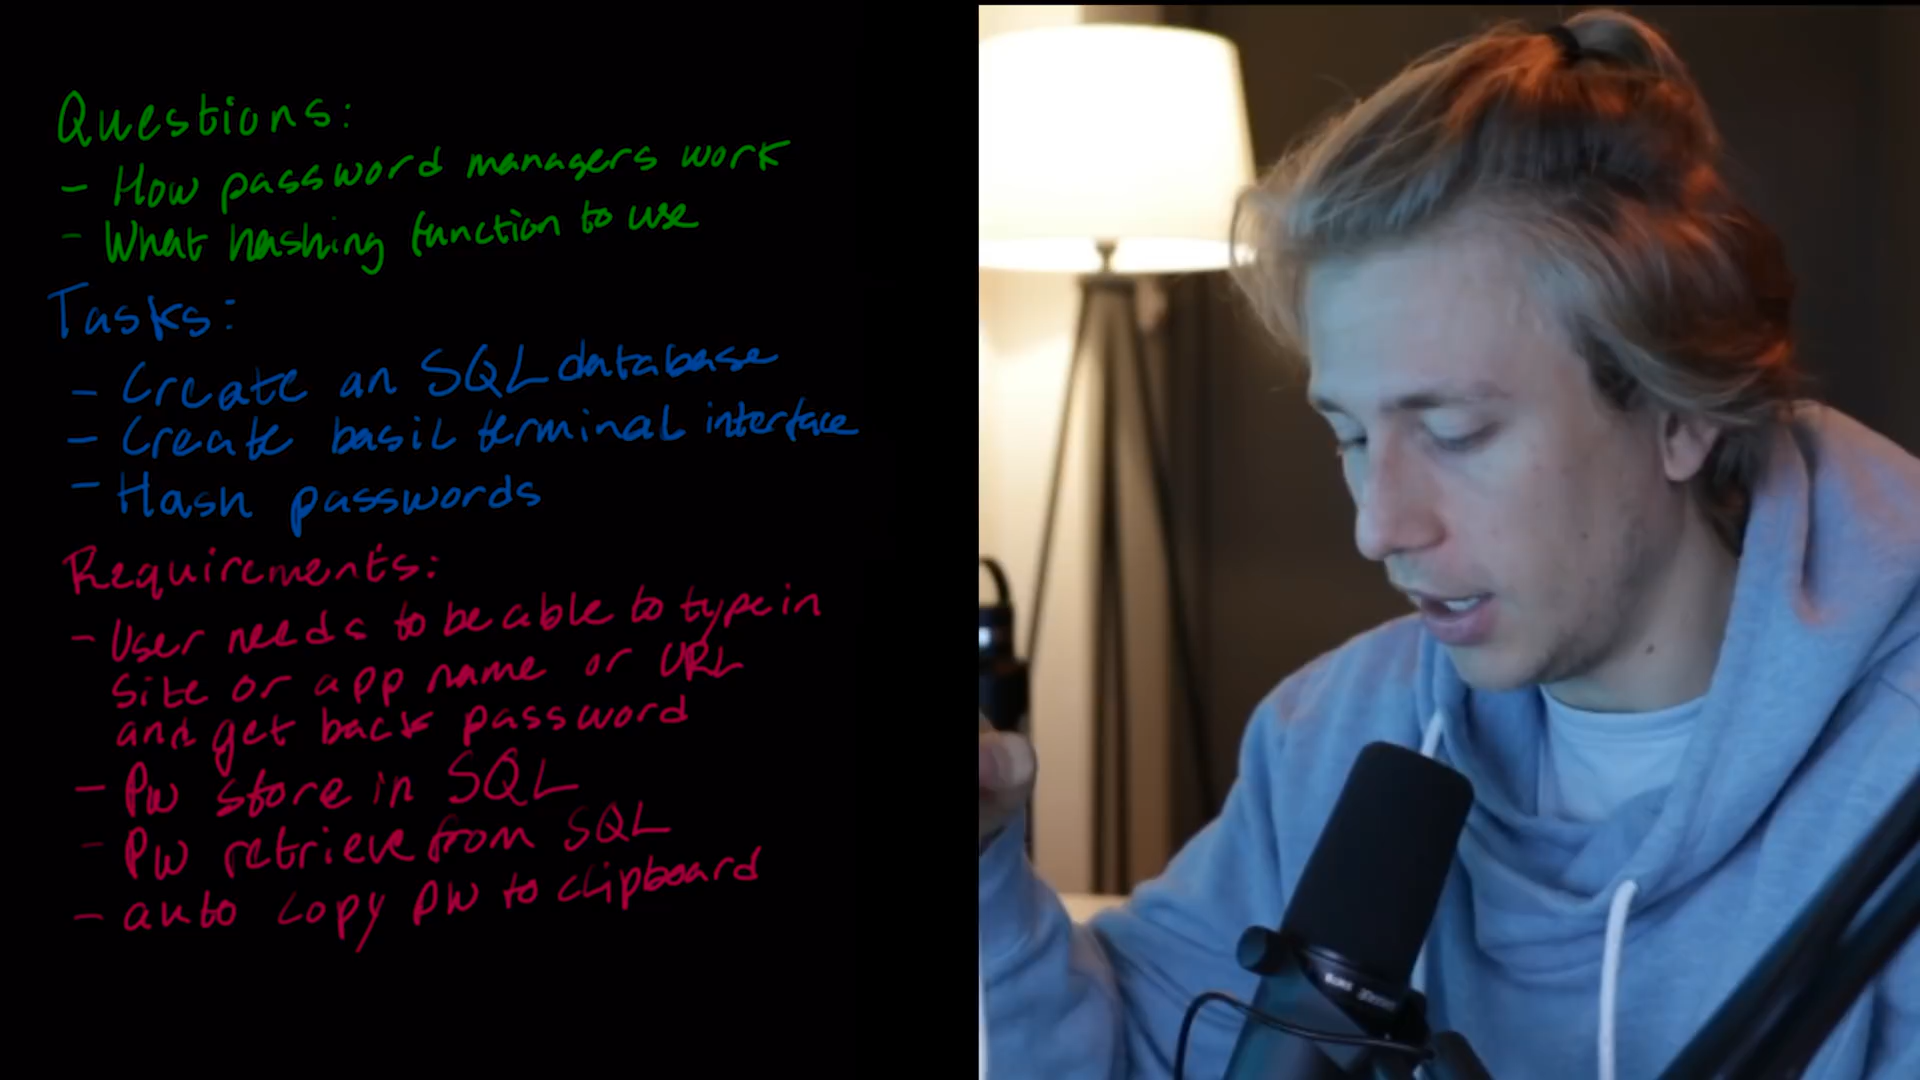 Questions:
- How password managers work
- What hashing function to use
Tasks:
- Create an SQL database
- Create basic terminal interface
- Hash passwords
Requirements:
- User needs to be able to type in
site or app name or URL
and get back password
- PW store in SQL
- PW retrieve from SQL
- auto copy pw to clipboard